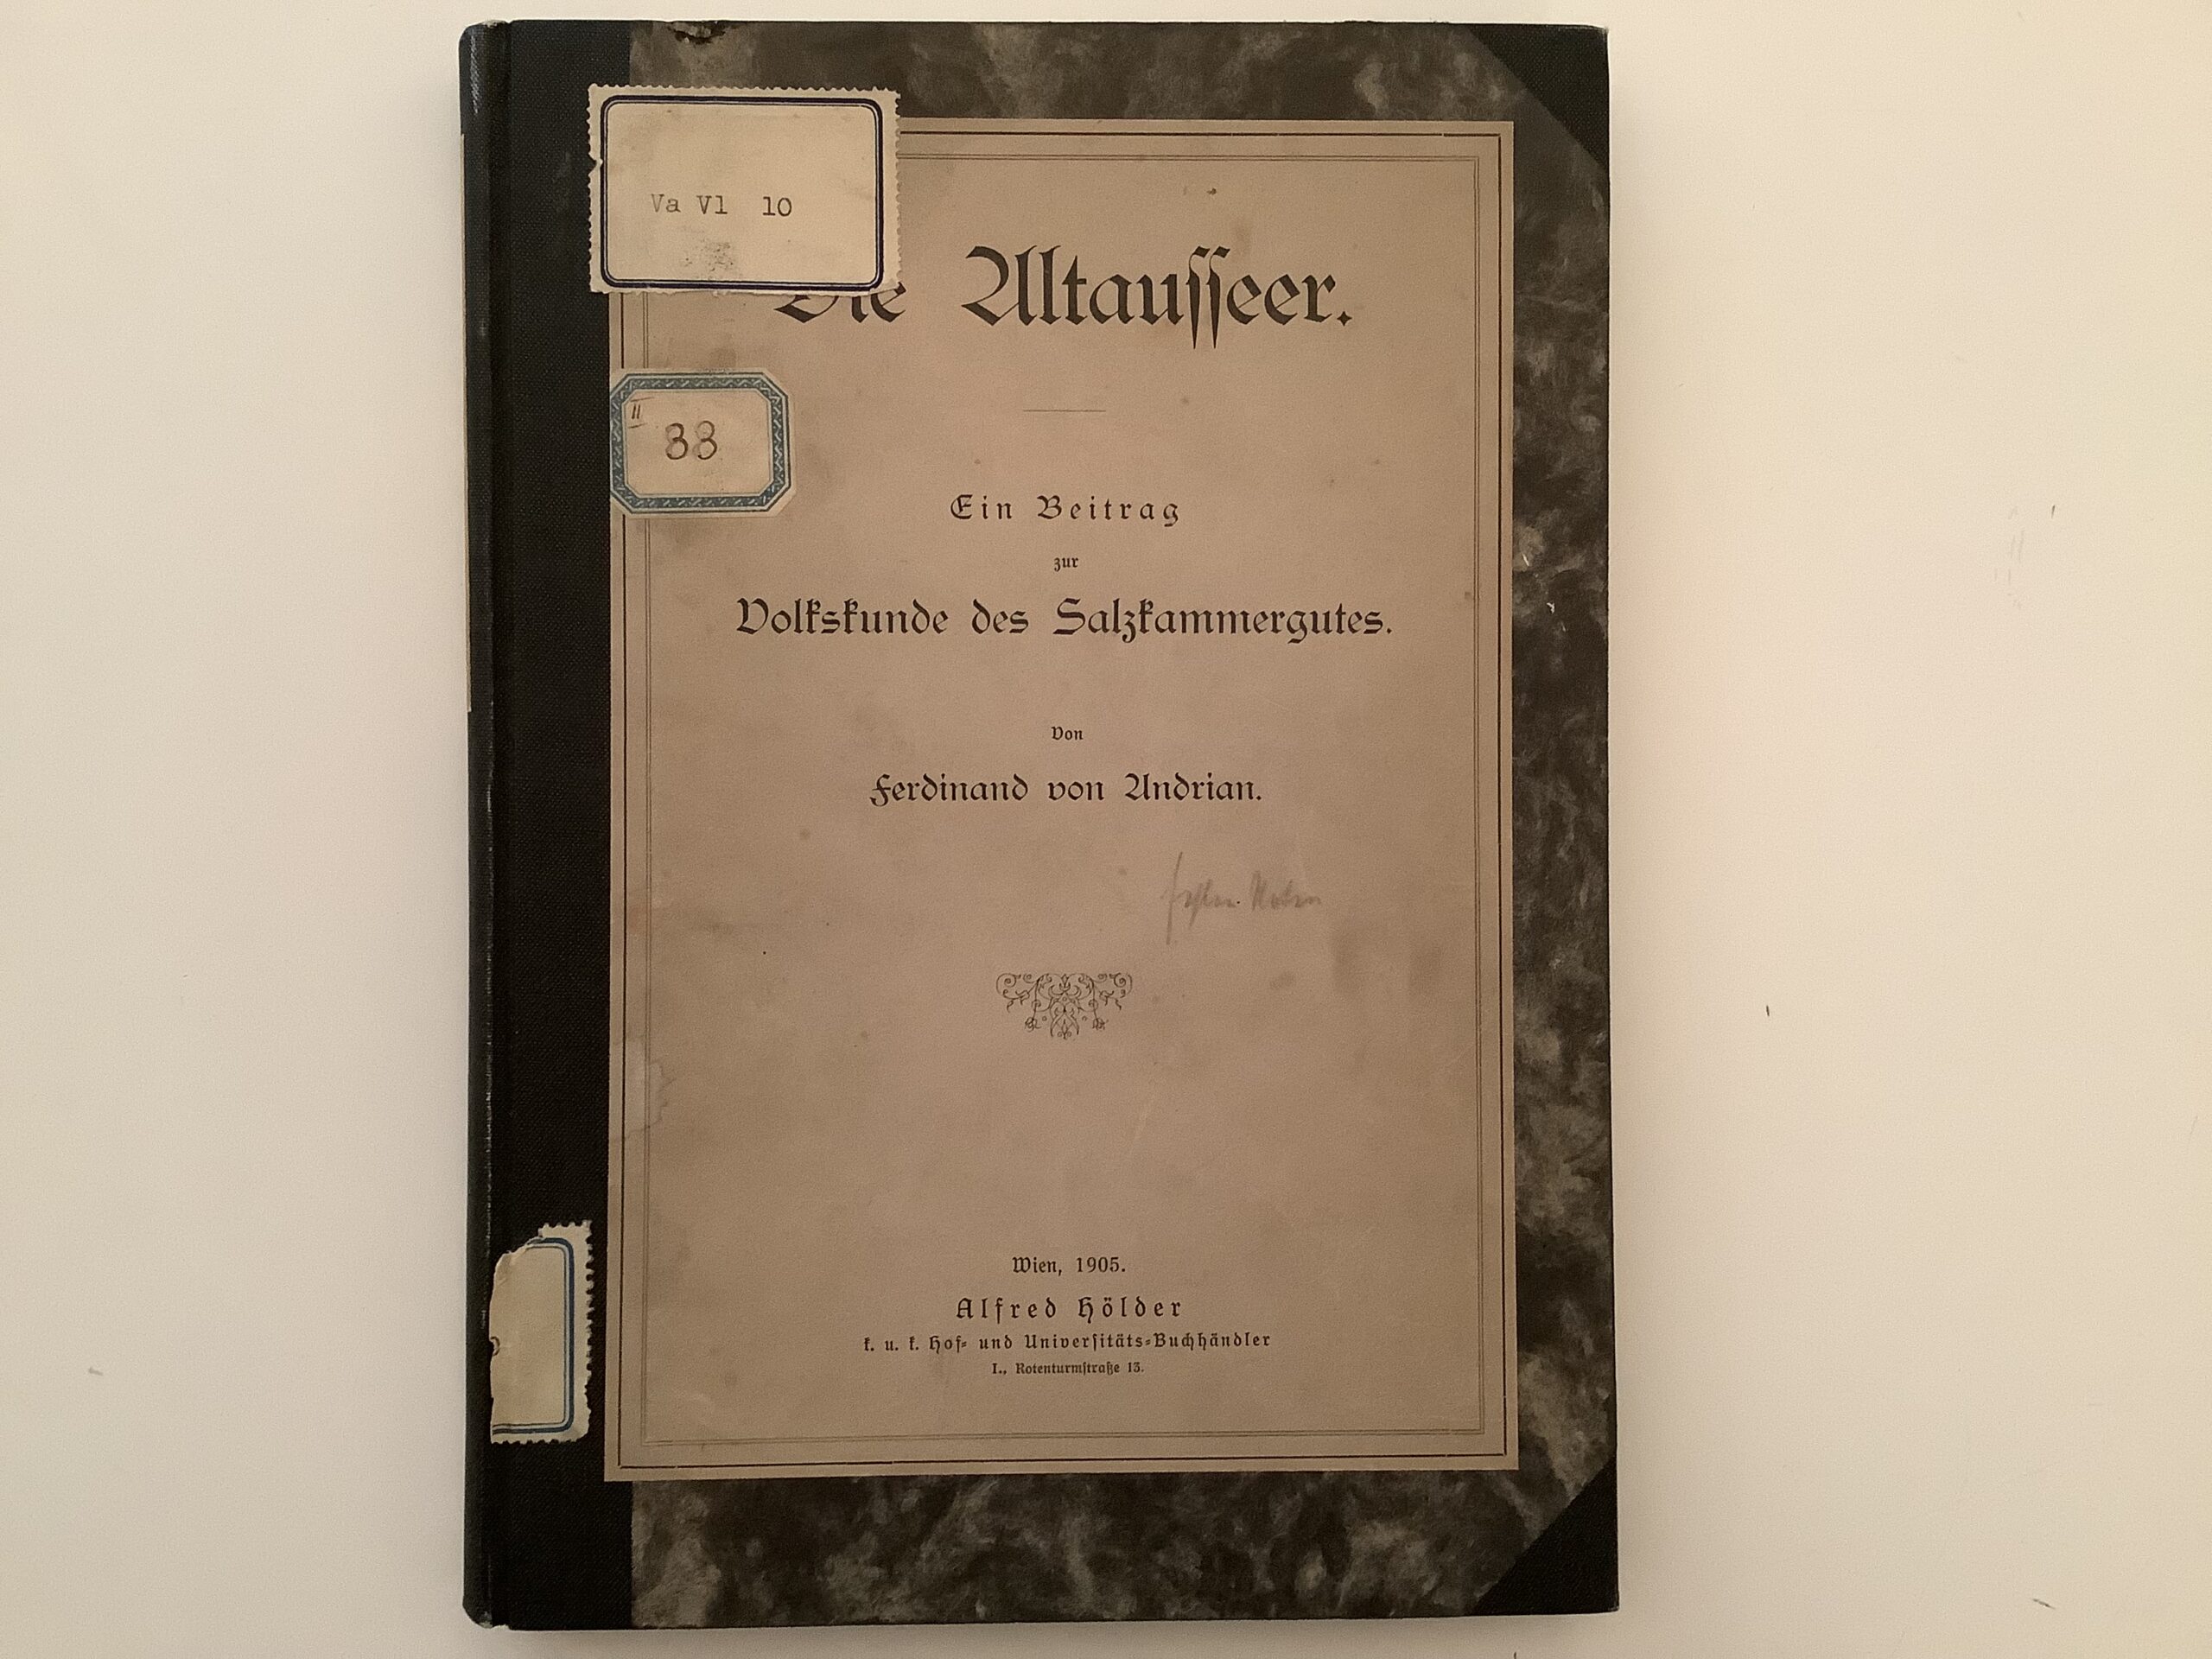 Va Vl 10
Die Altausseer.
II
33
Ein Beitrag
zur
Volkskunde des Salzkammergutes.
Von
Ferdinand von Andrian.
Wien, 1905.
Alfred Hölder
k. u. k. Hof- und Universitäts-Buchhändler
I., Rotenturmstraße 13.